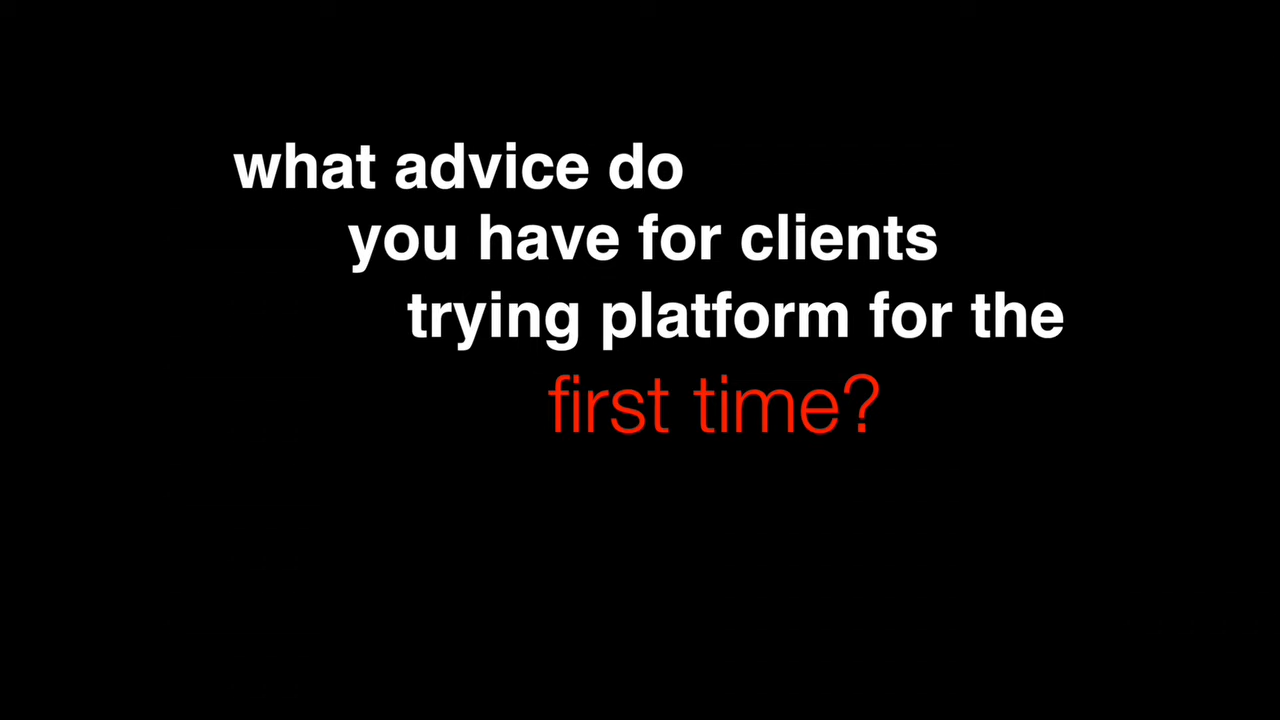 what advice do
you have for clients
trying platform for the
first time?